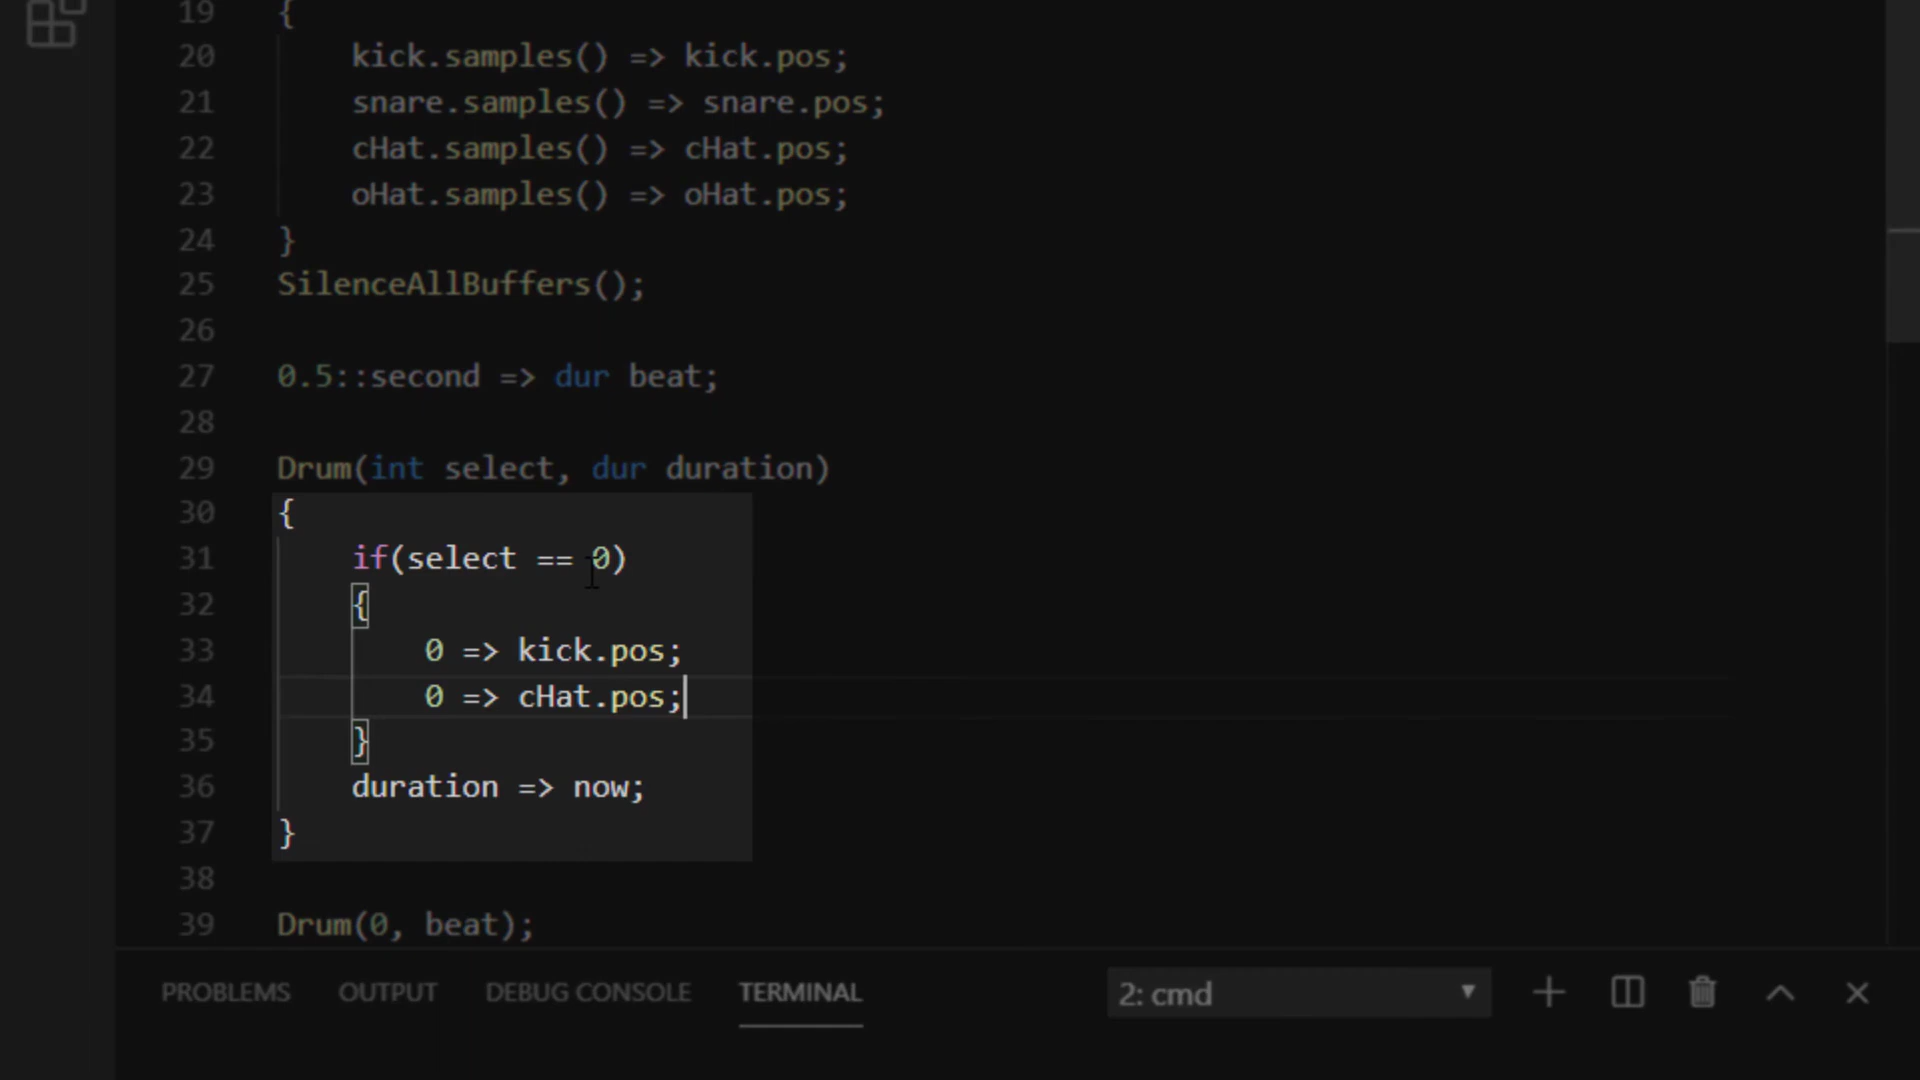 19 {
20 kick.samples() => kick.pos;
21 snare.samples() => snare.pos;
22 cHat.samples() => cHat.pos;
23 oHat.samples() => oHat.pos;
24 }
25 SilenceAllBuffers();
26
27 0.5::second => dur beat;
28
29 Drum(int select, dur duration)
30 {
31 if(select == 0)
32 {
33 0 => kick.pos;
34 0 => cHat.pos;
35 }
36 duration => now;
37 }
38
39 Drum(0, beat);
PROBLEMS OUTPUT DEBUG CONSOLE TERMINAL 2: cmd